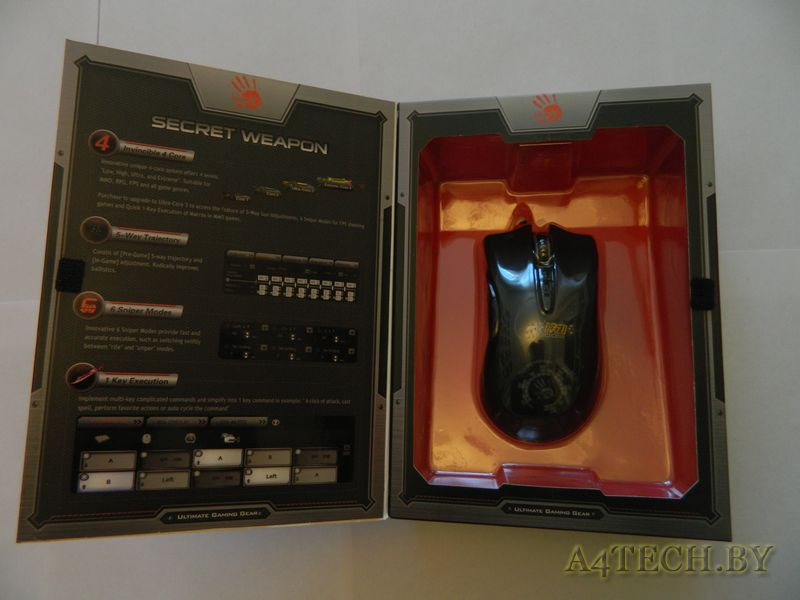 SECRET WEAPON
4 Invincible 4 Core
Innovative unique 4-core system offers 4 levels:
"Low, High, Ultra, and Extreme". Suitable for
MMO, RPG, FPS and all game genres.
Purchase to upgrade to Ultra-Core 3 to access the feature of 5-Way Gun Adjustments, 6 Sniper Modes for FPS shooting
games and Quick 1-Key Execution of Macros in MMO games.
5-Way Trajectory
Consist of [Pre-Game] 5-way trajectory and
[In-Game] adjustment. Radically improves
ballistics.
6 Sniper Modes
Innovative 6 Sniper Modes provide fast and
accurate execution, such as switching swiftly
between "rifle" and "sniper" modes.
1 Key Execution
Implement multi-key complicated commands and simplify into 1 key command in example: "4-click of attack, cast
spell, perform favorite actions or auto cycle the command"
A A B
B Left Left A
ULTIMATE GAMING GEAR
ULTIMATE GAMING GEAR
A4TECH.BY